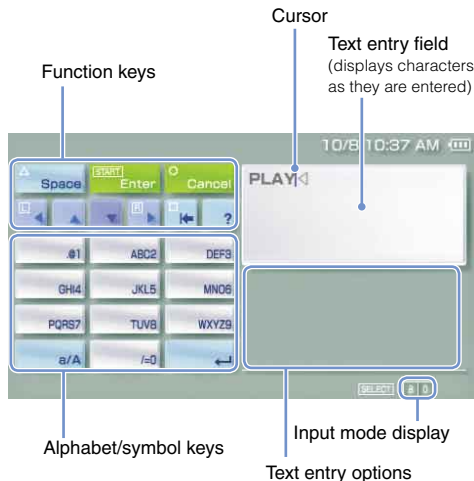 Cursor
Text entry field
(displays characters
as they are entered)
Function keys
10/8 10:37 AM
Space
START
Enter
Cancel
PLAY
L
R
?
.@1
ABC2
DEF3
GHI4
JKL5
MNO6
PQRS7
TUV8
WXYZ9
a/A
/=0
SELECT
Alphabet/symbol keys
Input mode display
Text entry options